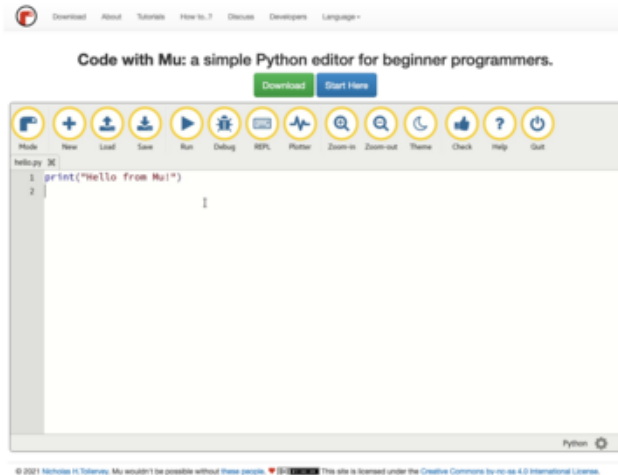 Download About Tutorials How to..? Discuss Developers Language
Code with Mu: a simple Python editor for beginner programmers.
Download Start Here
Mode New Load Save Run Debug REPL Plotter Zoom-in Zoom-out Theme Check Help Quit
hello.py
1 print("Hello from Mu!")
2
Python
© 2021 Nicholas H.Tollervey. Mu wouldn't be possible without these people. This site is licensed under the Creative Commons by-nc-sa 4.0 International License.